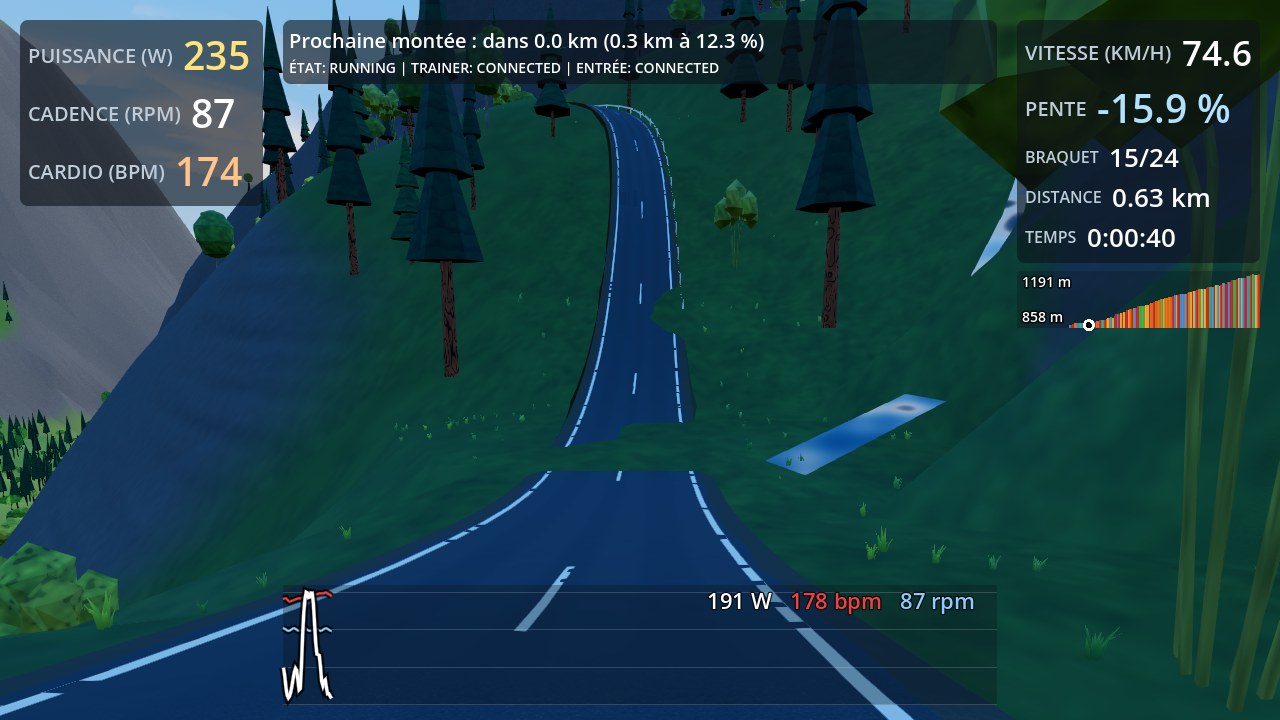 PUISSANCE (W) 235
CADENCE (RPM) 87
CARDIO (BPM) 174
Prochaine montée : dans 0.0 km (0.3 km à 12.3 %)
ÉTAT: RUNNING | TRAINER: CONNECTED | ENTRÉE: CONNECTED
VITESSE (KM/H) 74.6
PENTE -15.9 %
BRAQUET 15/24
DISTANCE 0.63 km
TEMPS 0:00:40
1191 m
858 m
191 W 178 bpm 87 rpm